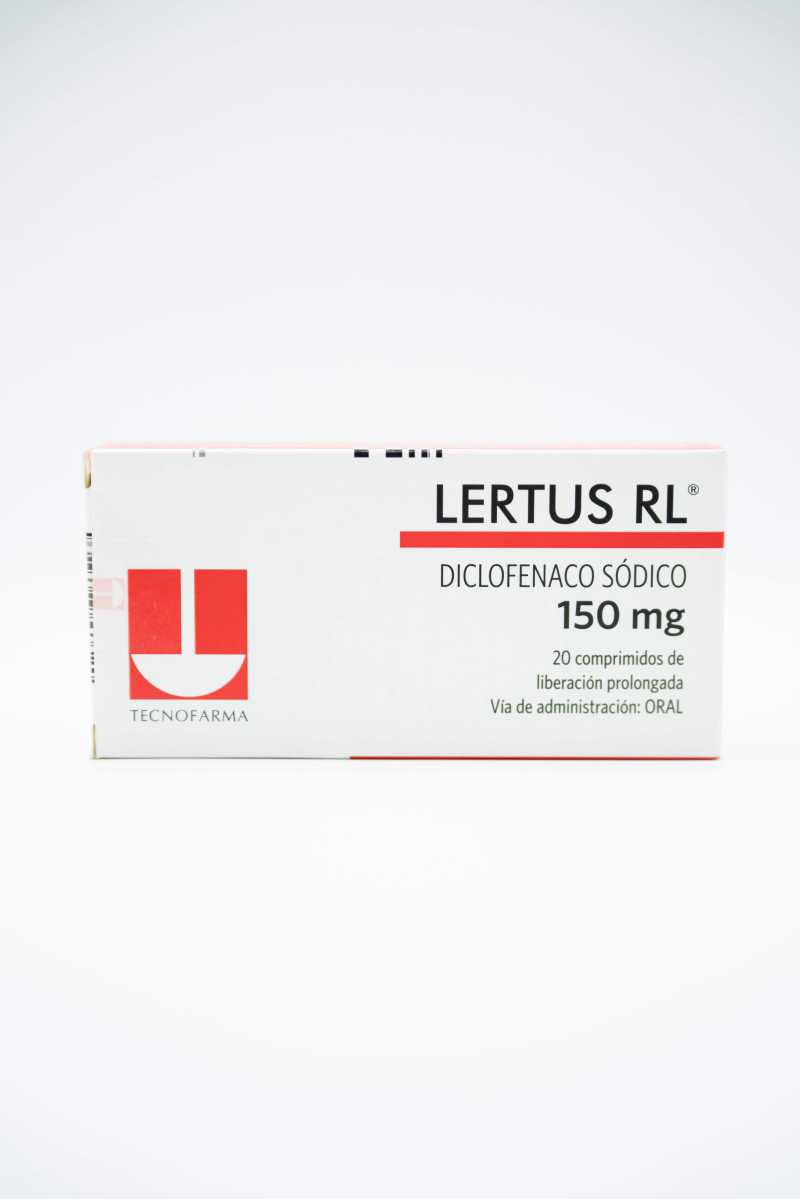 LERTUS RL®
DICLOFENACO SÓDICO
150 mg
20 comprimidos de
liberación prolongada
Vía de administración: ORAL
TECNOFARMA